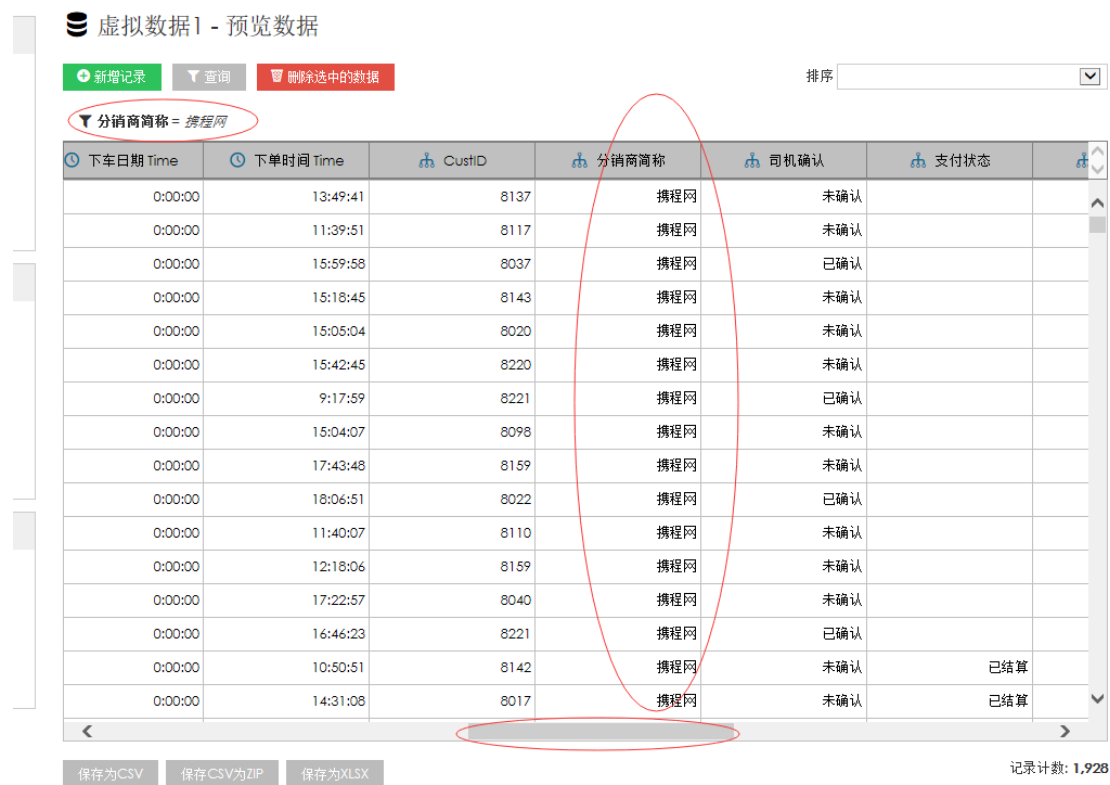 虚拟数据1 - 预览数据
新增记录 查询 删除选中的数据 排序
分销商简称 = 携程网
下车日期 Time 下单时间 Time CustID 分销商简称 司机确认 支付状态
0:00:00 13:49:41 8137 携程网 未确认
0:00:00 11:39:51 8117 携程网 未确认
0:00:00 15:59:58 8037 携程网 已确认
0:00:00 15:18:45 8143 携程网 未确认
0:00:00 15:05:04 8020 携程网 未确认
0:00:00 15:42:45 8220 携程网 未确认
0:00:00 9:17:59 8221 携程网 已确认
0:00:00 15:04:07 8098 携程网 未确认
0:00:00 17:43:48 8159 携程网 未确认
0:00:00 18:06:51 8022 携程网 已确认
0:00:00 11:40:07 8110 携程网 未确认
0:00:00 12:18:06 8159 携程网 未确认
0:00:00 17:22:57 8040 携程网 未确认
0:00:00 16:46:23 8221 携程网 已确认
0:00:00 10:50:51 8142 携程网 未确认 已结算
0:00:00 14:31:08 8017 携程网 未确认 已结算
保存为CSV 保存CSV为ZIP 保存为XLSX 记录计数: 1,928